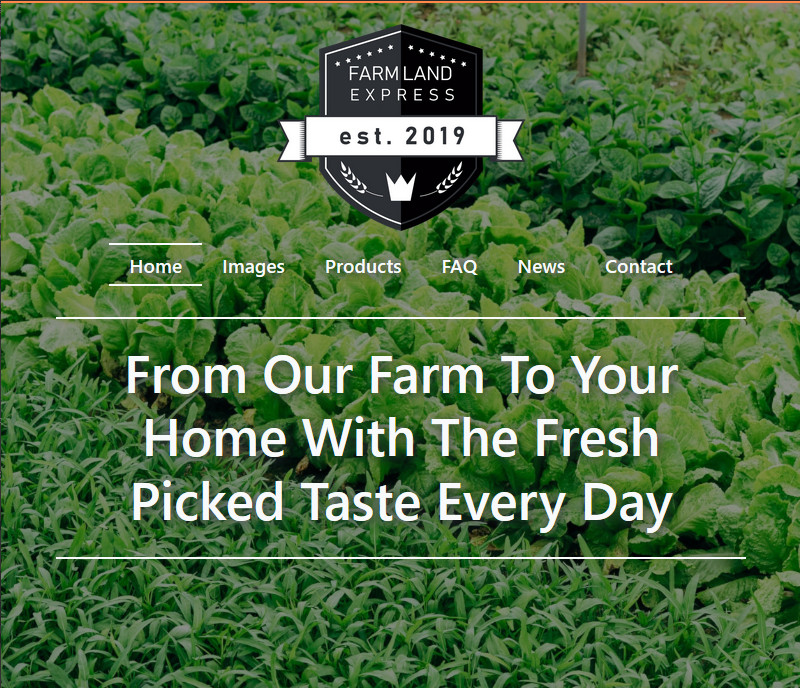 FARM LAND
EXPRESS
est. 2019
Home Images Products FAQ News Contact
From Our Farm To Your
Home With The Fresh
Picked Taste Every Day